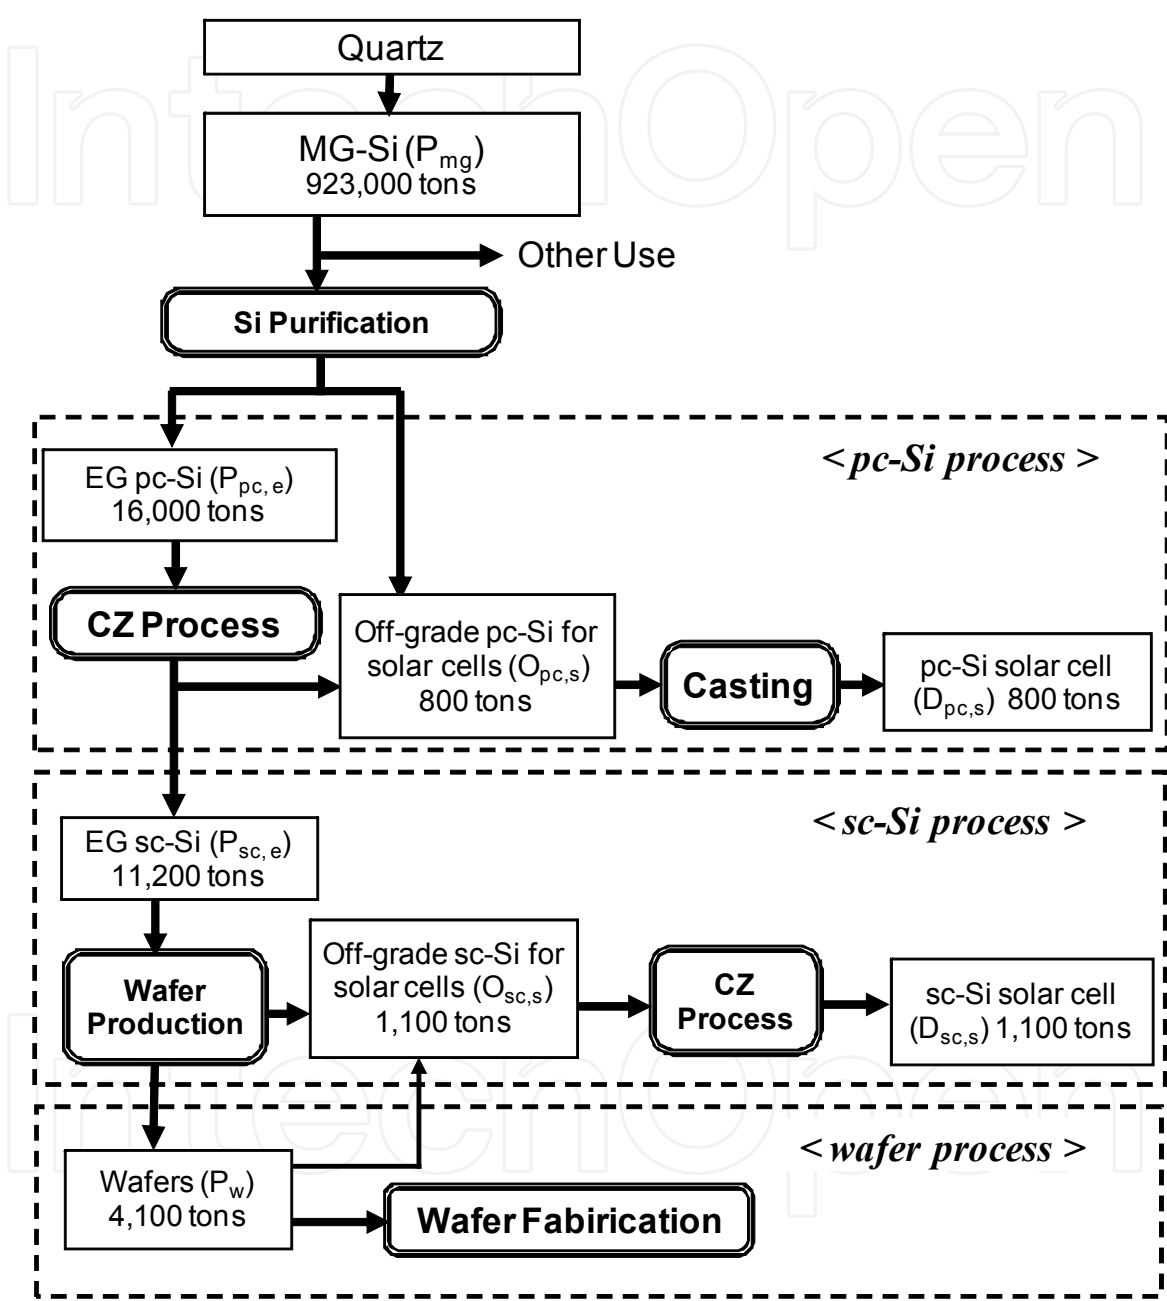 IntechOpen
Quartz
MG-Si (Pmg)
923,000 tons
Other Use
Si Purification
< pc-Si process >
EG pc-Si (Ppc, e)
16,000 tons
CZ Process
Off-grade pc-Si for
solar cells (Opc,s)
800 tons
Casting
pc-Si solar cell
(Dpc,s) 800 tons
< sc-Si process >
EG sc-Si (Psc, e)
11,200 tons
Wafer
Production
Off-grade sc-Si for
solar cells (Osc,s)
1,100 tons
CZ
Process
sc-Si solar cell
(Dsc,s) 1,100 tons
IntechOpen
< wafer process >
Wafers (Pw)
4,100 tons
Wafer Fabirication